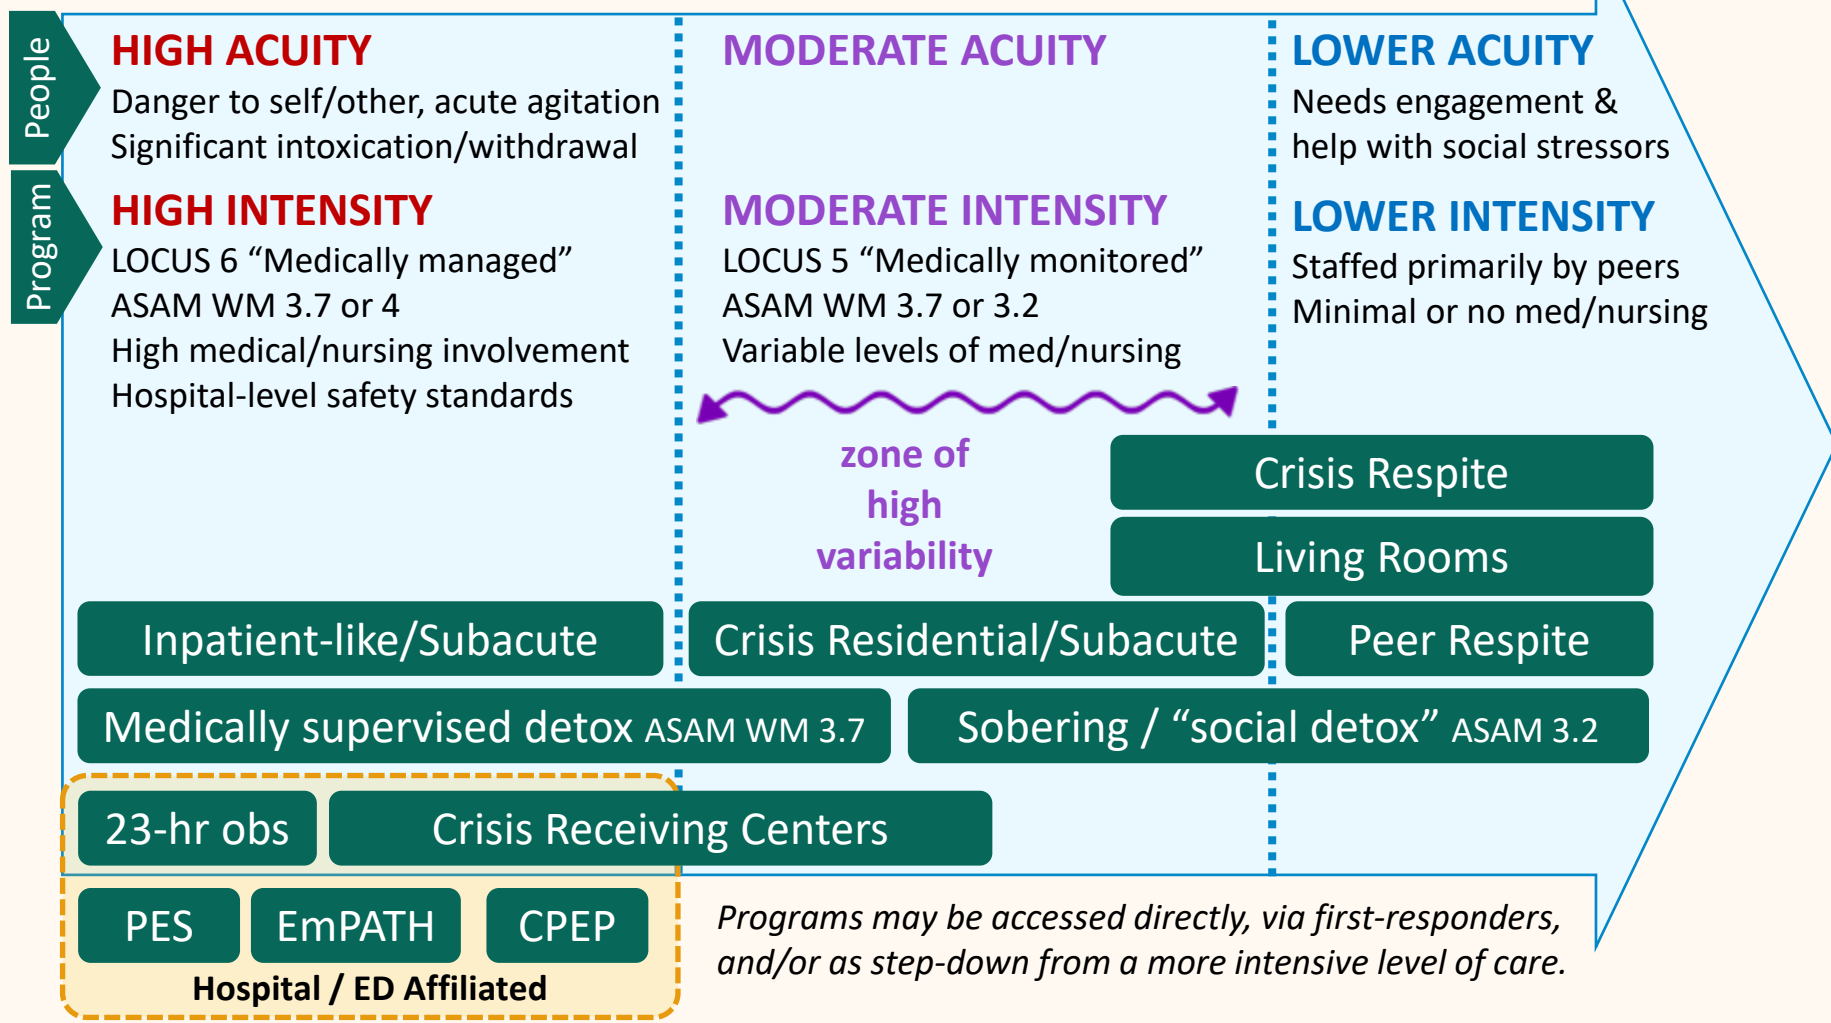 People
HIGH ACUITY
Danger to self/other, acute agitation
Significant intoxication/withdrawal
MODERATE ACUITY
LOWER ACUITY
Needs engagement &
help with social stressors
Program
HIGH INTENSITY
LOCUS 6 “Medically managed”
ASAM WM 3.7 or 4
High medical/nursing involvement
Hospital-level safety standards
MODERATE INTENSITY
LOCUS 5 “Medically monitored”
ASAM WM 3.7 or 3.2
Variable levels of med/nursing
LOWER INTENSITY
Staffed primarily by peers
Minimal or no med/nursing
zone of
high
variability
Crisis Respite
Living Rooms
Inpatient-like/Subacute
Crisis Residential/Subacute
Peer Respite
Medically supervised detox ASAM WM 3.7
Sobering / “social detox” ASAM 3.2
23-hr obs
Crisis Receiving Centers
PES
EmPATH
CPEP
Hospital / ED Affiliated
Programs may be accessed directly, via first-responders,
and/or as step-down from a more intensive level of care.